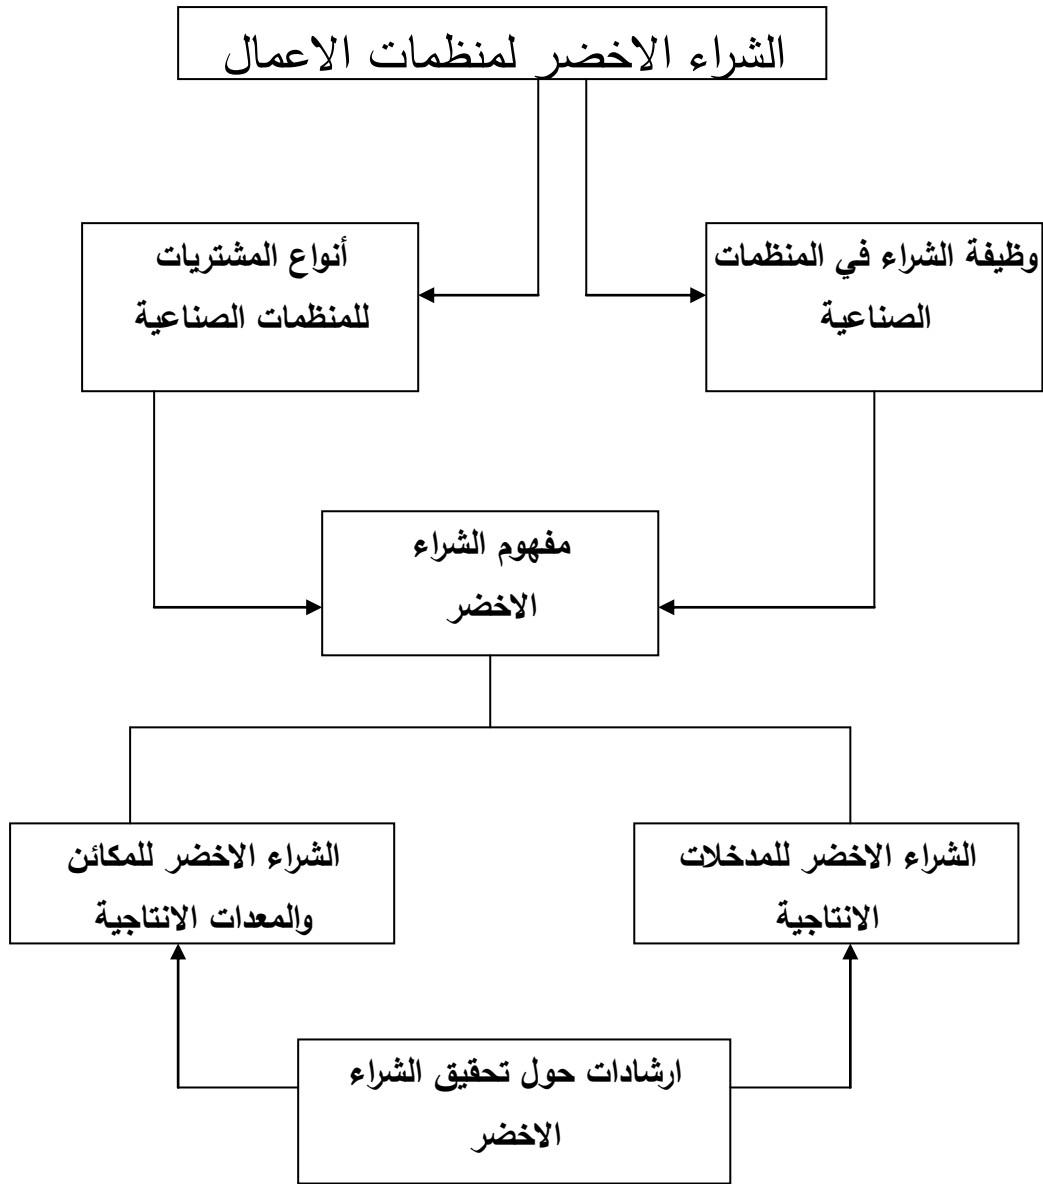 الشراء الاخضر لمنظمات الاعمال
وظيفة الشراء في المنظمات
الصناعية
أنواع المشتريات
للمنظمات الصناعية
مفهوم الشراء
الاخضر
الشراء الاخضر للمدخلات
الانتاجية
الشراء الاخضر للمكائن
والمعدات الانتاجية
ارشادات حول تحقيق الشراء
الاخضر